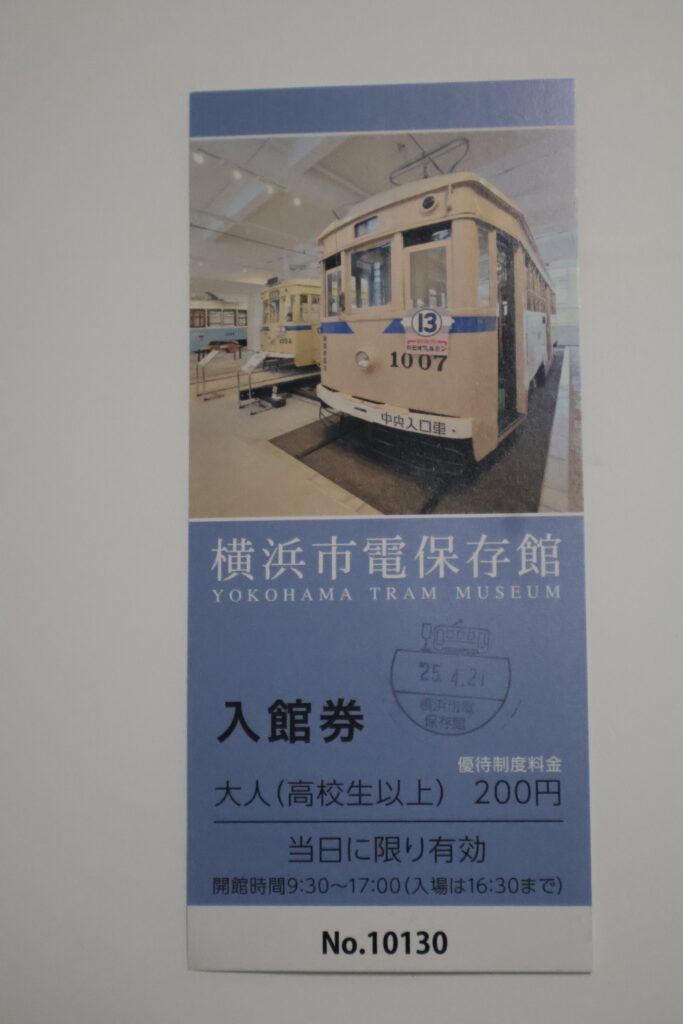 13
1007
1004
中央入口車
横浜市電保存館
YOKOHAMA TRAM MUSEUM
25.4.21
横浜市電
保存館
入館券
優待制度料金
大人(高校生以上) 200円
当日に限り有効
開館時間9:30〜17:00(入場は16:30まで)
No.10130